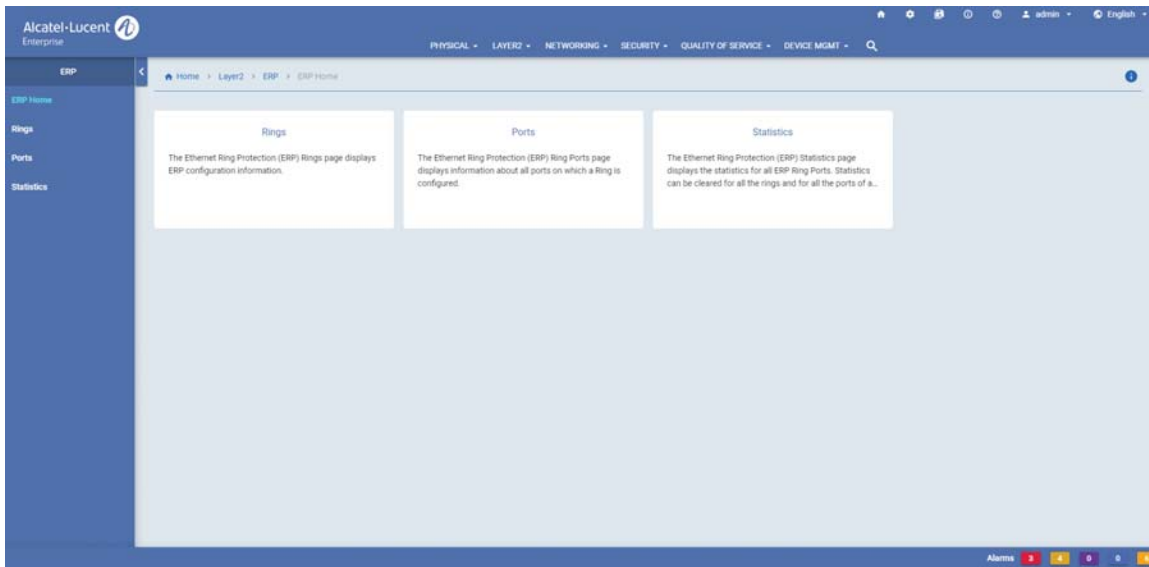 Alcatel·Lucent
Enterprise
admin
English
PHYSICAL
LAYER2
NETWORKING
SECURITY
QUALITY OF SERVICE
DEVICE MGMT
ERP
ERP Home
Rings
Ports
Statistics
Home > Layer2 > ERP > ERP Home
Rings
The Ethernet Ring Protection (ERP) Rings page displays
ERP configuration information.
Ports
The Ethernet Ring Protection (ERP) Ring Ports page
displays information about all ports on which a Ring is
configured.
Statistics
The Ethernet Ring Protection (ERP) Statistics page
displays the statistics for all ERP Ring Ports. Statistics
can be cleared for all the rings and for all the ports of a...
Alarms 3 4 0 0